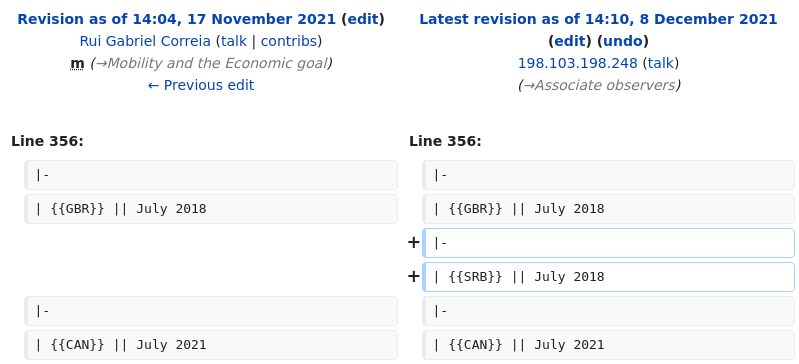 Revision as of 14:04, 17 November 2021 (edit)
Rui Gabriel Correia (talk | contribs)
m (→Mobility and the Economic goal)
← Previous edit
Latest revision as of 14:10, 8 December 2021
(edit) (undo)
198.103.198.248 (talk)
(→Associate observers)
Line 356:
Line 356:
|-
|-
| {{GBR}} || July 2018
| {{GBR}} || July 2018
+ |-
+ | {{SRB}} || July 2018
|-
|-
| {{CAN}} || July 2021
| {{CAN}} || July 2021